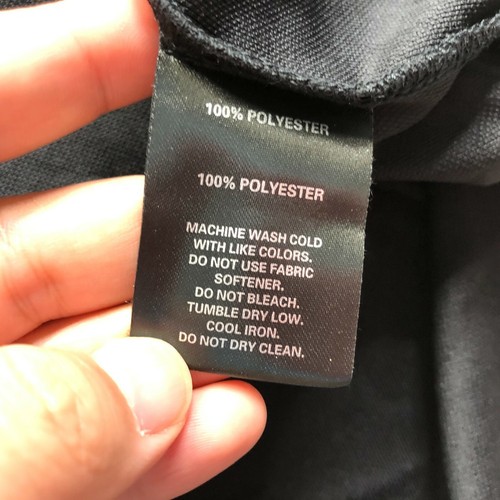 100% POLYESTER
100% POLYESTER
MACHINE WASH COLD
WITH LIKE COLORS.
DO NOT USE FABRIC
SOFTENER.
DO NOT BLEACH.
TUMBLE DRY LOW.
COOL IRON.
DO NOT DRY CLEAN.